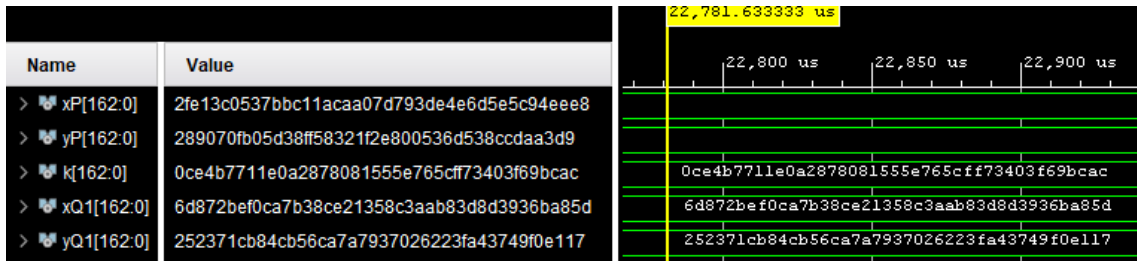 22,781.633333 us
Name Value 22,800 us 22,850 us 22,900 us
xP[162:0] 2fe13c0537bbc11acaa07d793de4e6d5e5c94eee8
yP[162:0] 289070fb05d38ff58321f2e800536d538ccdaa3d9
k[162:0] 0ce4b7711e0a2878081555e765cff73403f69bcac 0ce4b7711e0a2878081555e765cff73403f69bcac
xQ1[162:0] 6d872bef0ca7b38ce21358c3aab83d8d3936ba85d 6d872bef0ca7b38ce21358c3aab83d8d3936ba85d
yQ1[162:0] 252371cb84cb56ca7a7937026223fa43749f0e117 252371cb84cb56ca7a7937026223fa43749f0e117